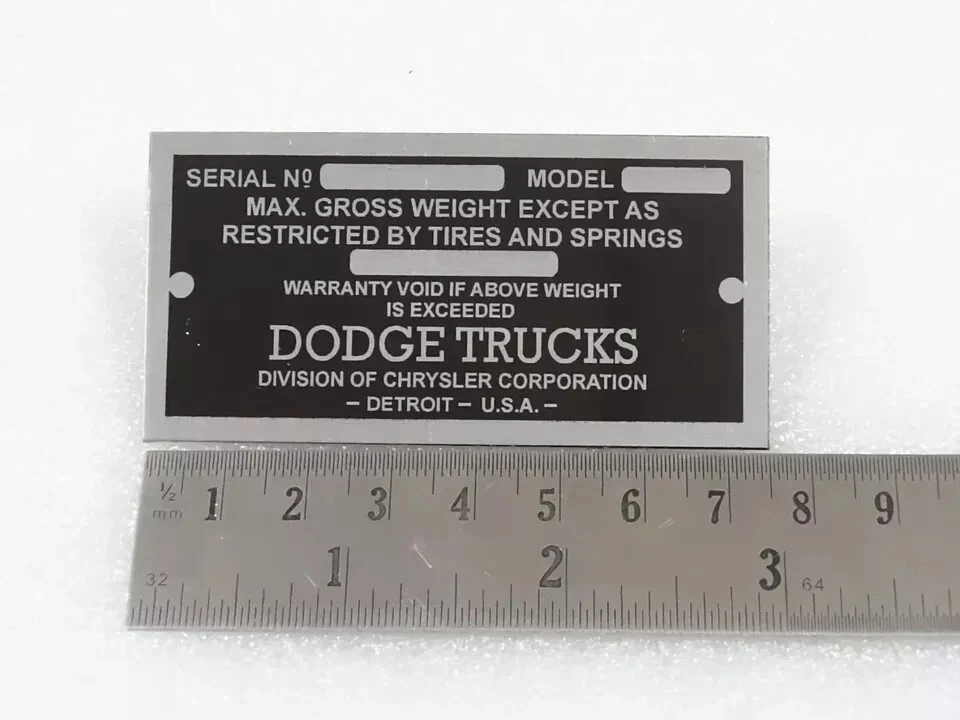 SERIAL Nº MODEL
MAX. GROSS WEIGHT EXCEPT AS
RESTRICTED BY TIRES AND SPRINGS
WARRANTY VOID IF ABOVE WEIGHT
IS EXCEEDED
DODGE TRUCKS
DIVISION OF CHRYSLER CORPORATION
– DETROIT – U.S.A. –
½ 1 2 3 4 5 6 7 8 9
mm
1 2 3
32 64